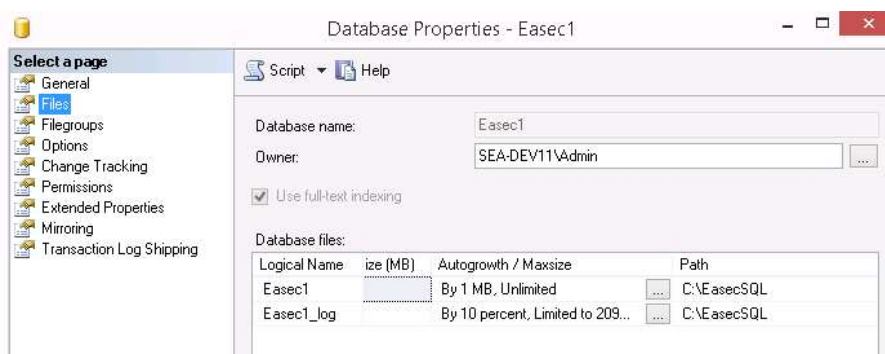 Database Properties - Easec1
Select a page
General
Files
Filegroups
Options
Change Tracking
Permissions
Extended Properties
Mirroring
Transaction Log Shipping
Script Help
Database name: Easec1
Owner: SEA-DEV11\Admin ...
Use full-text indexing
Database files:
Logical Name ize (MB) Autogrowth / Maxsize Path
Easec1 By 1 MB, Unlimited ... C:\EasecSQL
Easec1_log By 10 percent, Limited to 209... ... C:\EasecSQL